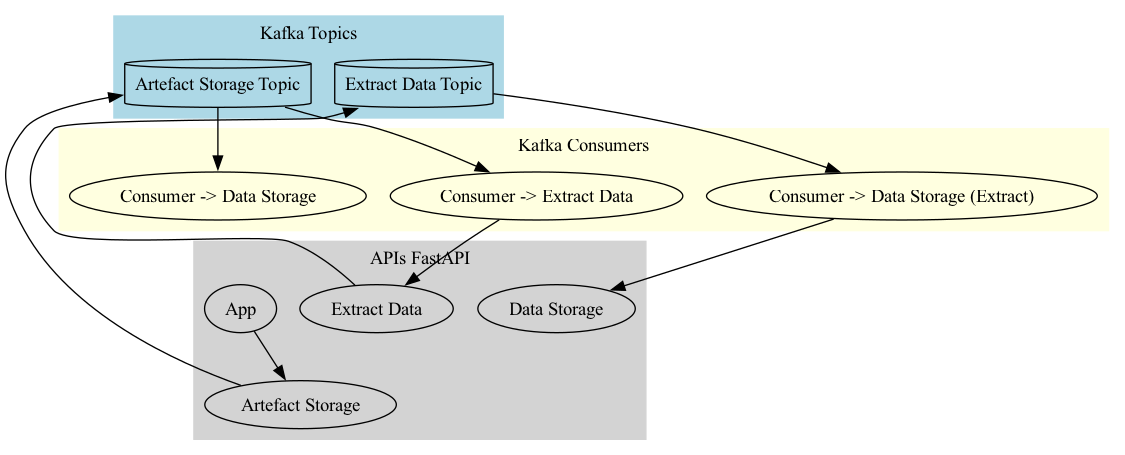 Kafka Topics
Artefact Storage Topic
Extract Data Topic
Kafka Consumers
Consumer -> Data Storage
Consumer -> Extract Data
Consumer -> Data Storage (Extract)
APIs FastAPI
App
Extract Data
Data Storage
Artefact Storage